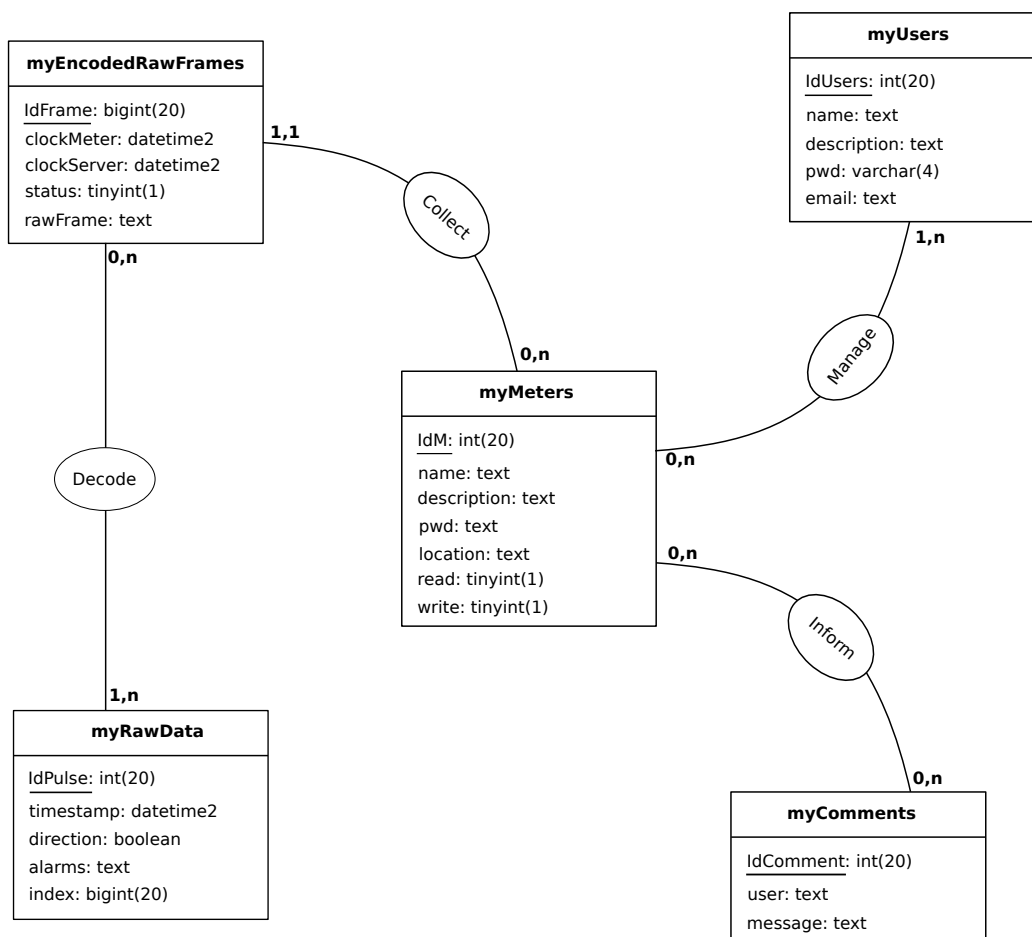 myEncodedRawFrames
IdFrame: bigint(20)
clockMeter: datetime2
clockServer: datetime2
status: tinyint(1)
rawFrame: text
1,1
Collect
0,n
0,n
Decode
1,n
myRawData
IdPulse: int(20)
timestamp: datetime2
direction: boolean
alarms: text
index: bigint(20)
myMeters
IdM: int(20)
name: text
description: text
pwd: text
location: text
read: tinyint(1)
write: tinyint(1)
myUsers
IdUsers: int(20)
name: text
description: text
pwd: varchar(4)
email: text
1,n
Manage
0,n
0,n
Inform
0,n
myComments
IdComment: int(20)
user: text
message: text